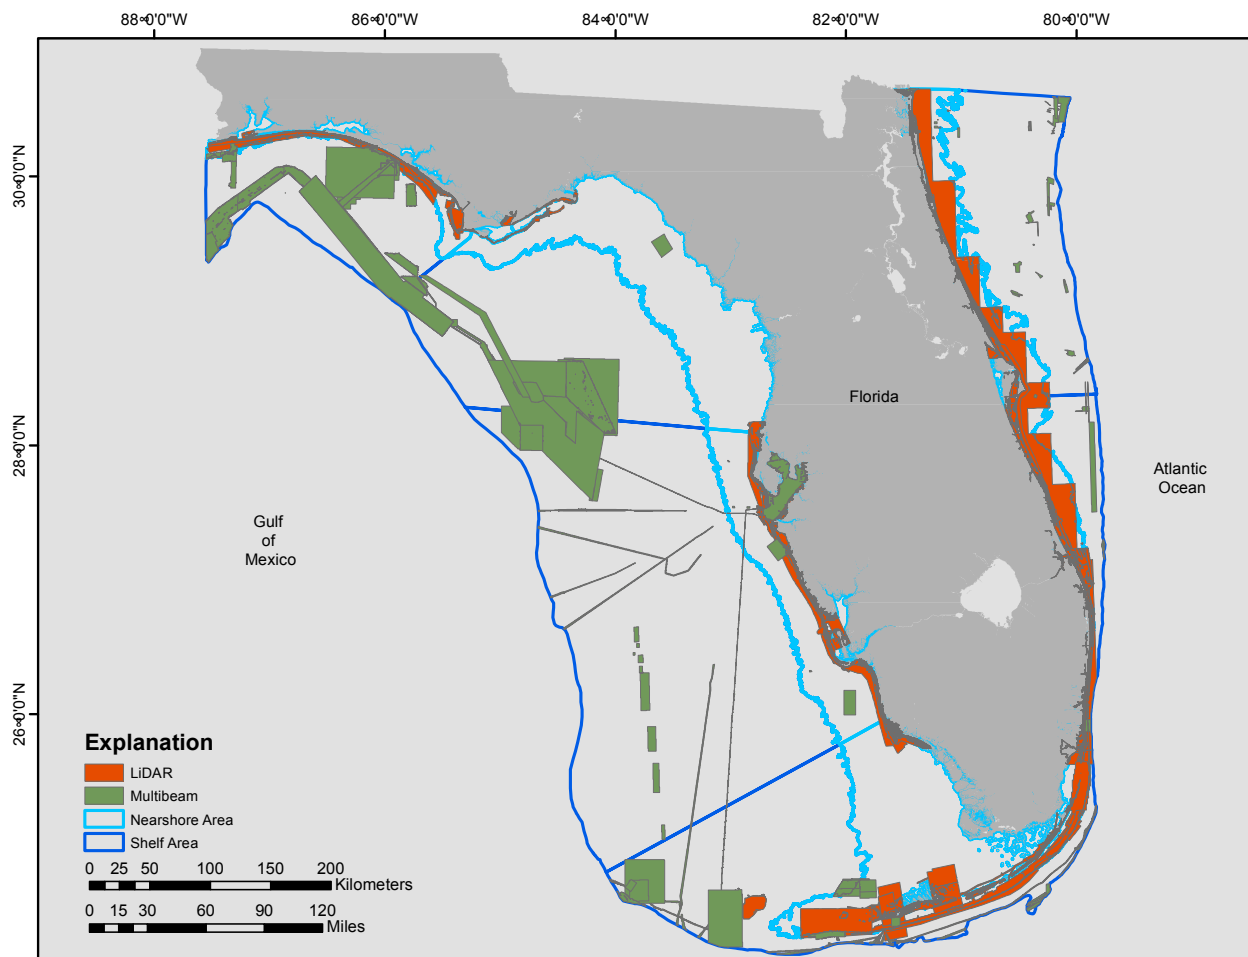 88°0'0"W 86°0'0"W 84°0'0"W 82°0'0"W 80°0'0"W
30°0'0"N
28°0'0"N
26°0'0"N
Florida
Atlantic
Ocean
Gulf
of
Mexico
Explanation
LiDAR
Multibeam
Nearshore Area
Shelf Area
0 25 50 100 150 200
Kilometers
0 15 30 60 90 120
Miles